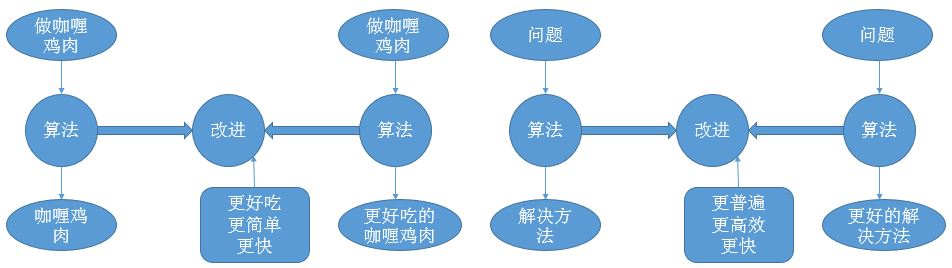 做咖喱
鸡肉
做咖喱
鸡肉
问题
问题
算法
改进
算法
算法
改进
算法
咖喱鸡
肉
更好吃
更简单
更快
更好吃的
咖喱鸡肉
解决方
法
更普遍
更高效
更快
更好的解
决方法